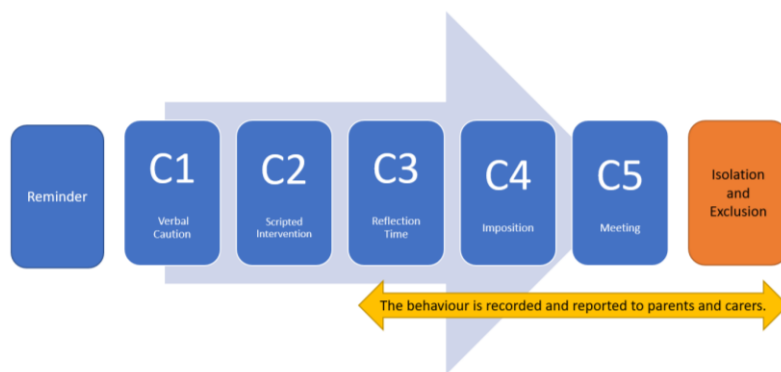 Reminder
C1
Verbal
Caution
C2
Scripted
Intervention
C3
Reflection
Time
C4
Imposition
C5
Meeting
Isolation
and
Exclusion
The behaviour is recorded and reported to parents and carers.